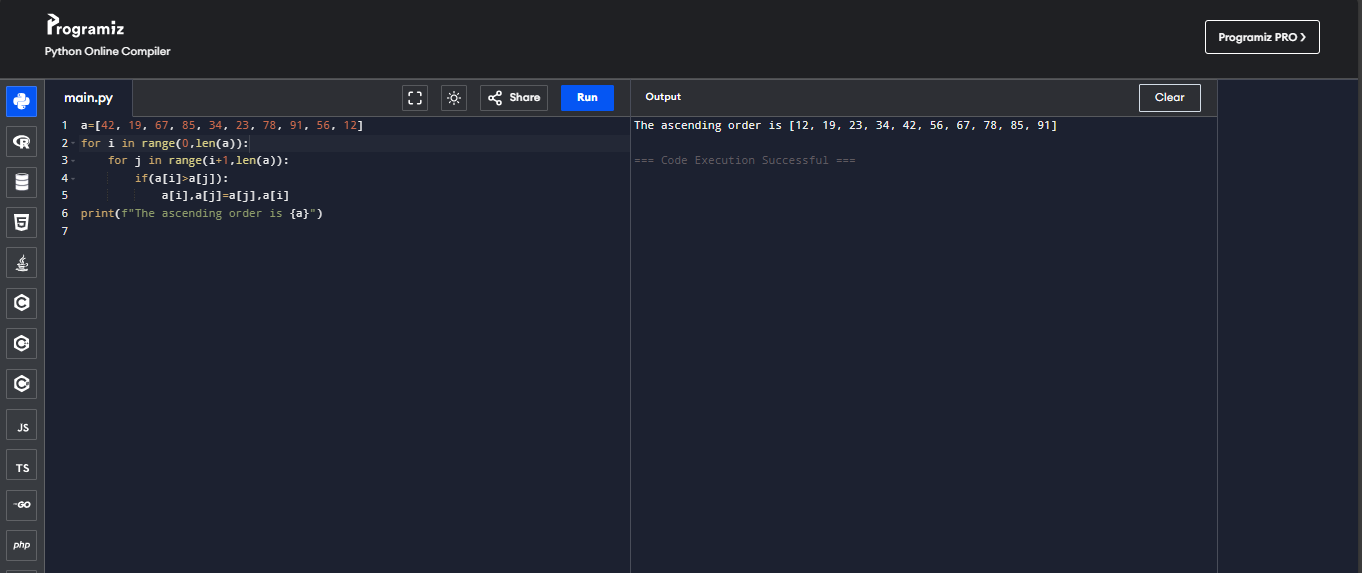 Programiz
Python Online Compiler
Programiz PRO ❯
main.py
Share
Run
Output
Clear
1 a=[42, 19, 67, 85, 34, 23, 78, 91, 56, 12]
2 for i in range(0,len(a)):
3     for j in range(i+1,len(a)):
4         if(a[i]>a[j]):
5             a[i],a[j]=a[j],a[i]
6 print(f"The ascending order is {a}")
7
The ascending order is [12, 19, 23, 34, 42, 56, 67, 78, 85, 91]
=== Code Execution Successful ===
R
5
C
C
C
JS
TS
GO
php